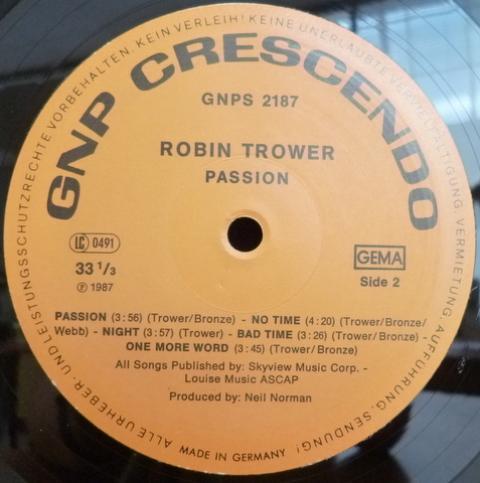 ALLE URHEBER- UND LEISTUNGSSCHUTZRECHTE VORBEHALTEN. KEIN VERLEIH! KEINE UNERLAUBTE VERVIELFÄLTIGUNG, VERMIETUNG, AUFFÜHRUNG, SENDUNG!
GNP CRESCENDO
GNPS 2187
ROBIN TROWER
PASSION
LC 0491
GEMA
33 1/3
Side 2
Ⓟ 1987
PASSION (3:56) (Trower/Bronze) - NO TIME (4:20) (Trower/Bronze/
Webb) - NIGHT (3:57) (Trower) - BAD TIME (3:26) (Trower/Bronze) -
ONE MORE WORD (3:45) (Trower/Bronze)
All Songs Published by: Skyview Music Corp. -
Louise Music ASCAP
Produced by: Neil Norman
MADE IN GERMANY